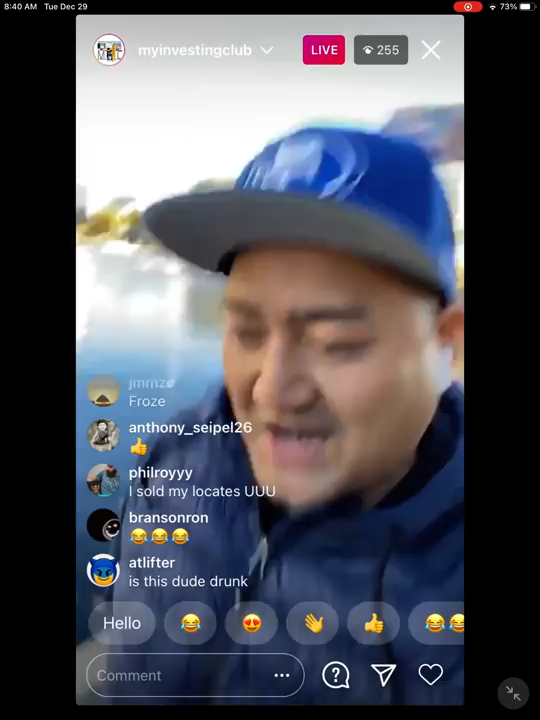 8:40 AM Tue Dec 29
73%
myinvestingclub
LIVE
255
jmmze
Froze
anthony_seipel26
👍
philroyyy
I sold my locates UUU
bransonron
😂😂😂
atlifter
is this dude drunk
Hello
Comment